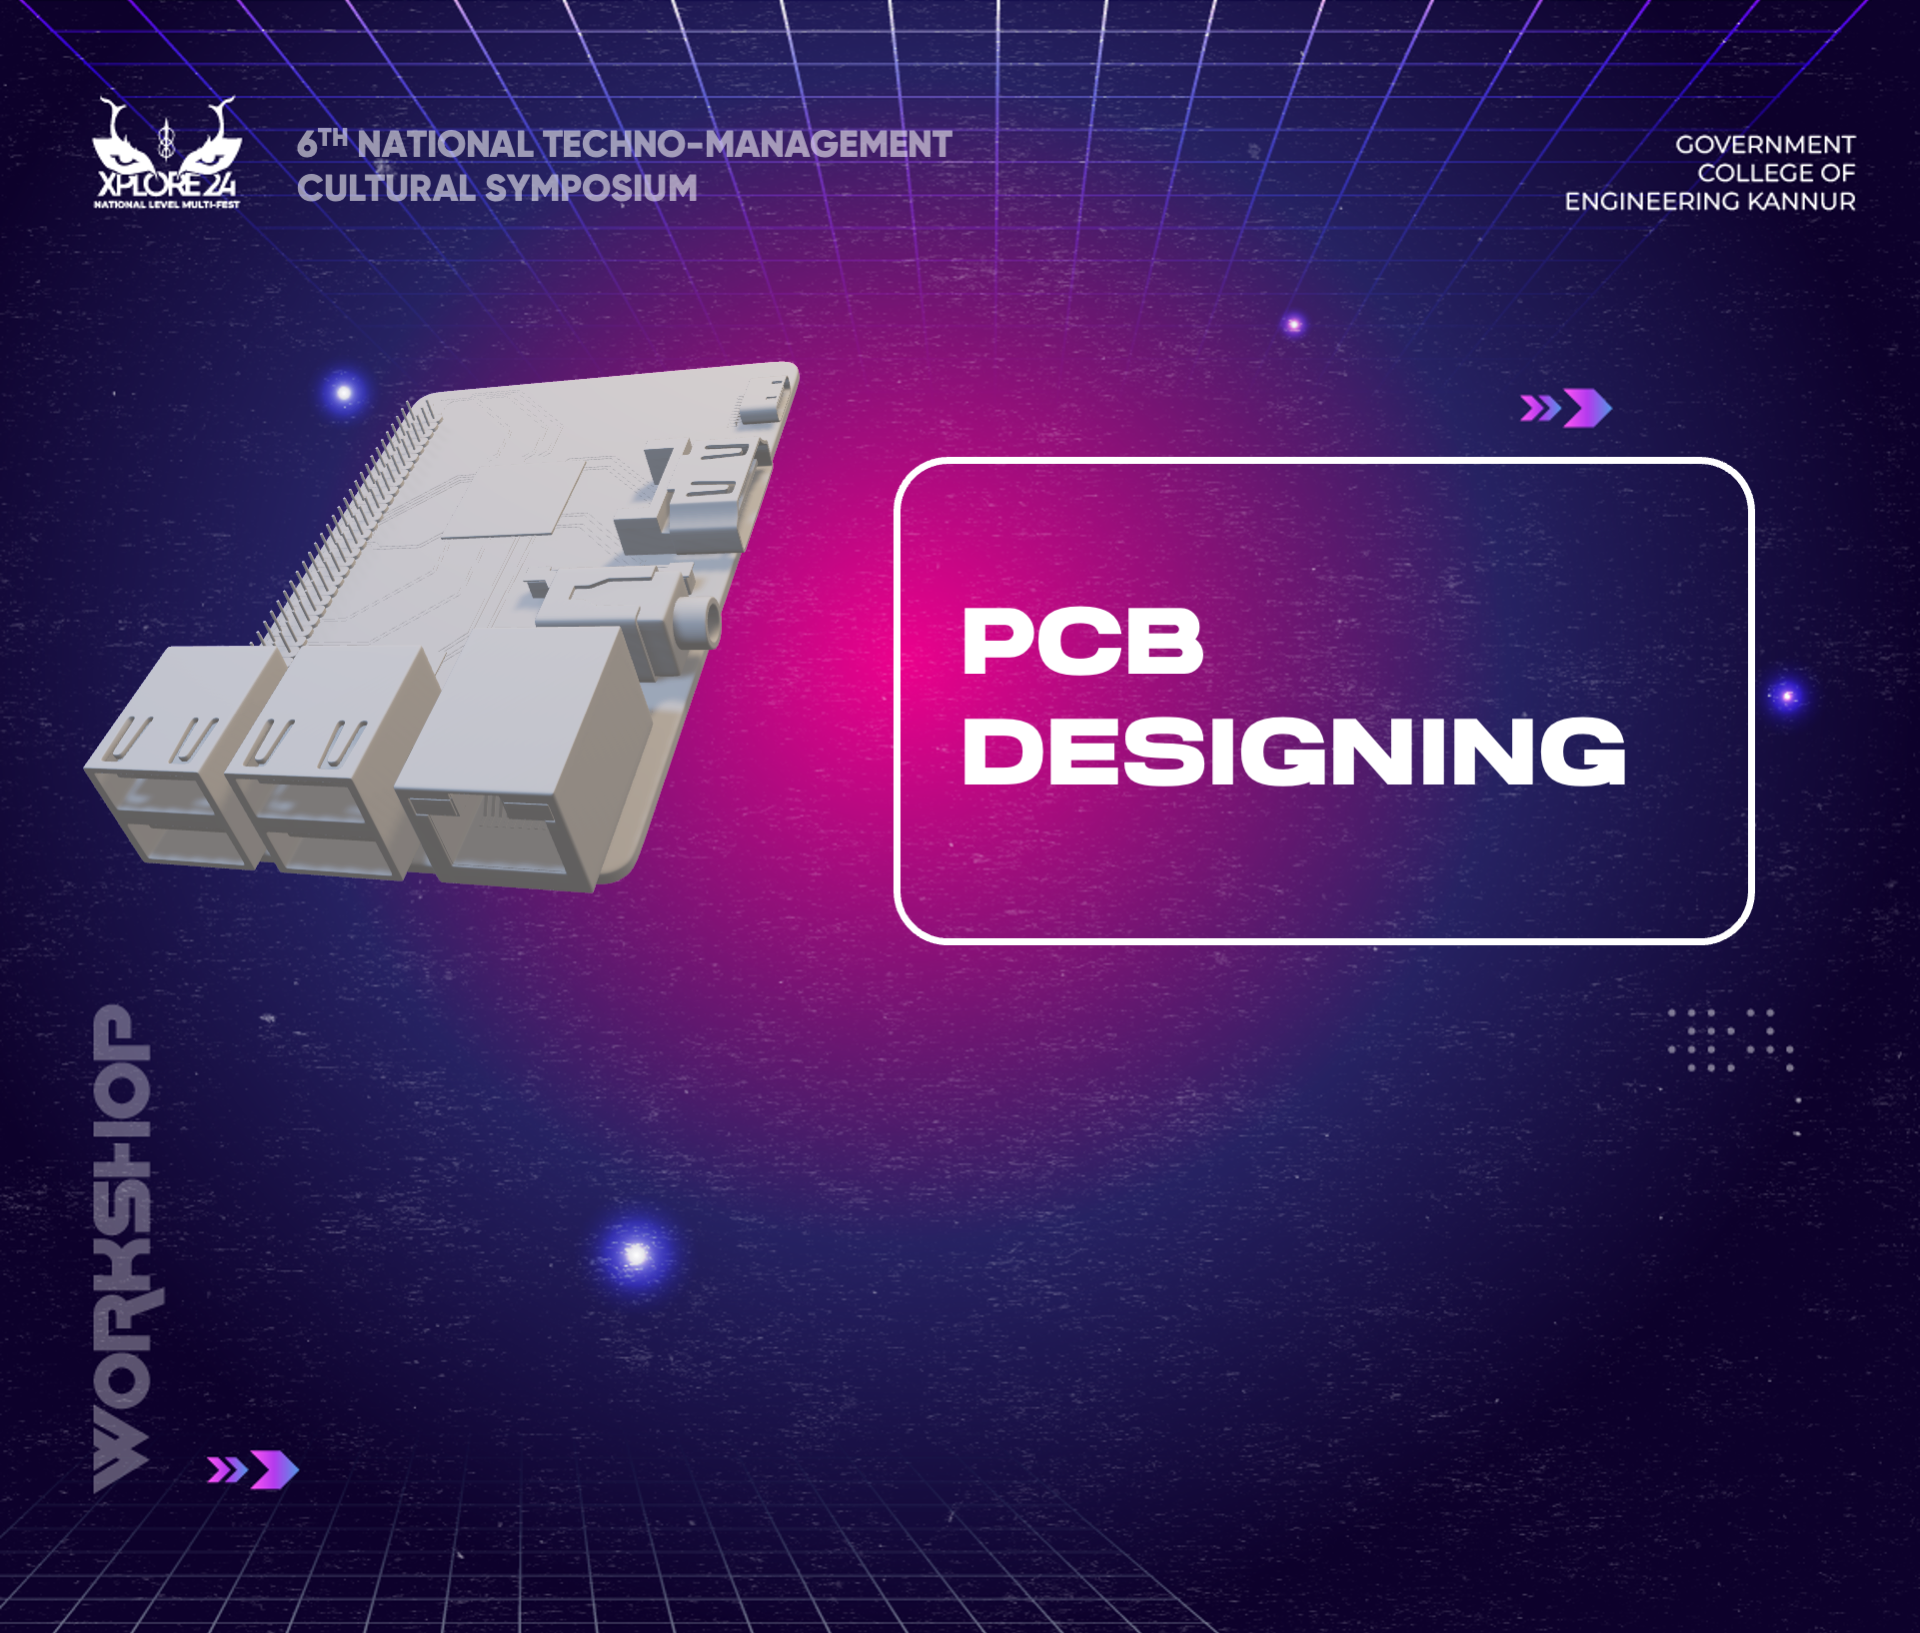 XPLORE 24
NATIONAL LEVEL MULTI-FEST
6TH NATIONAL TECHNO-MANAGEMENT
CULTURAL SYMPOSIUM
GOVERNMENT
COLLEGE OF
ENGINEERING KANNUR
PCB
DESIGNING
WORKSHOP